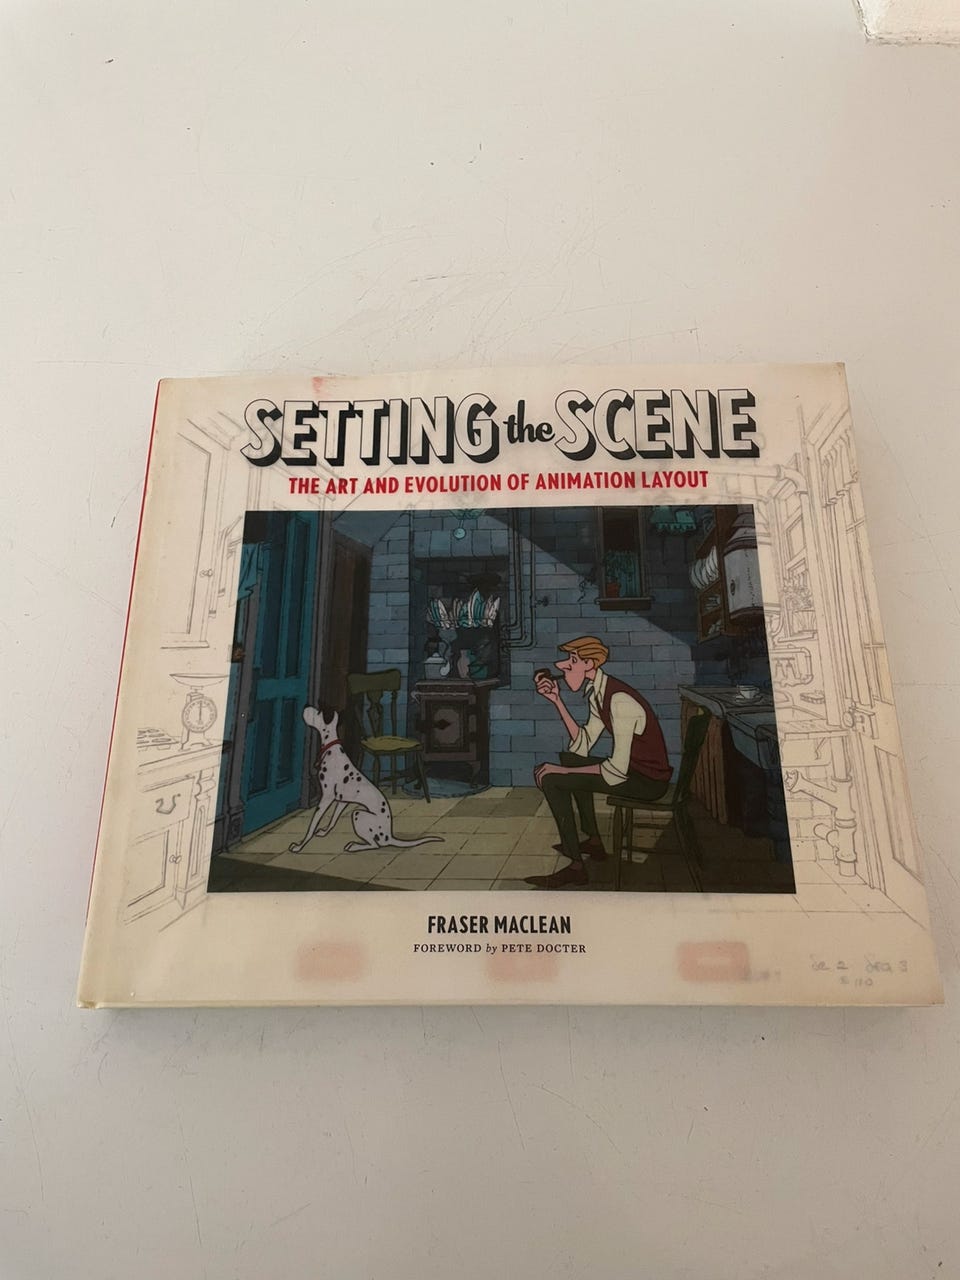 SETTING the SCENE
THE ART AND EVOLUTION OF ANIMATION LAYOUT
FRASER MACLEAN
FOREWORD by PETE DOCTER